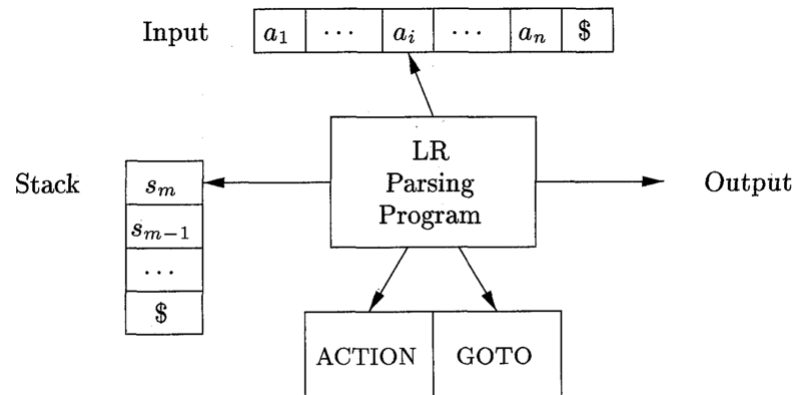 Input a₁ ··· aᵢ ··· aₙ $
LR
Parsing
Program
Stack
Output
sₘ
sₘ₋₁
···
$
ACTION GOTO